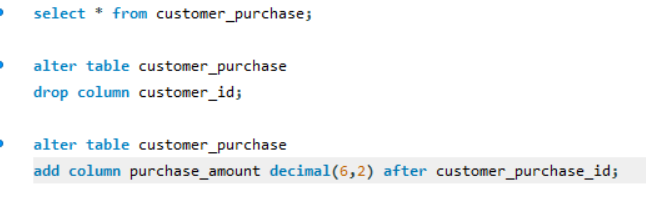 select * from customer_purchase;
alter table customer_purchase
drop column customer_id;
alter table customer_purchase
add column purchase_amount decimal(6,2) after customer_purchase_id;